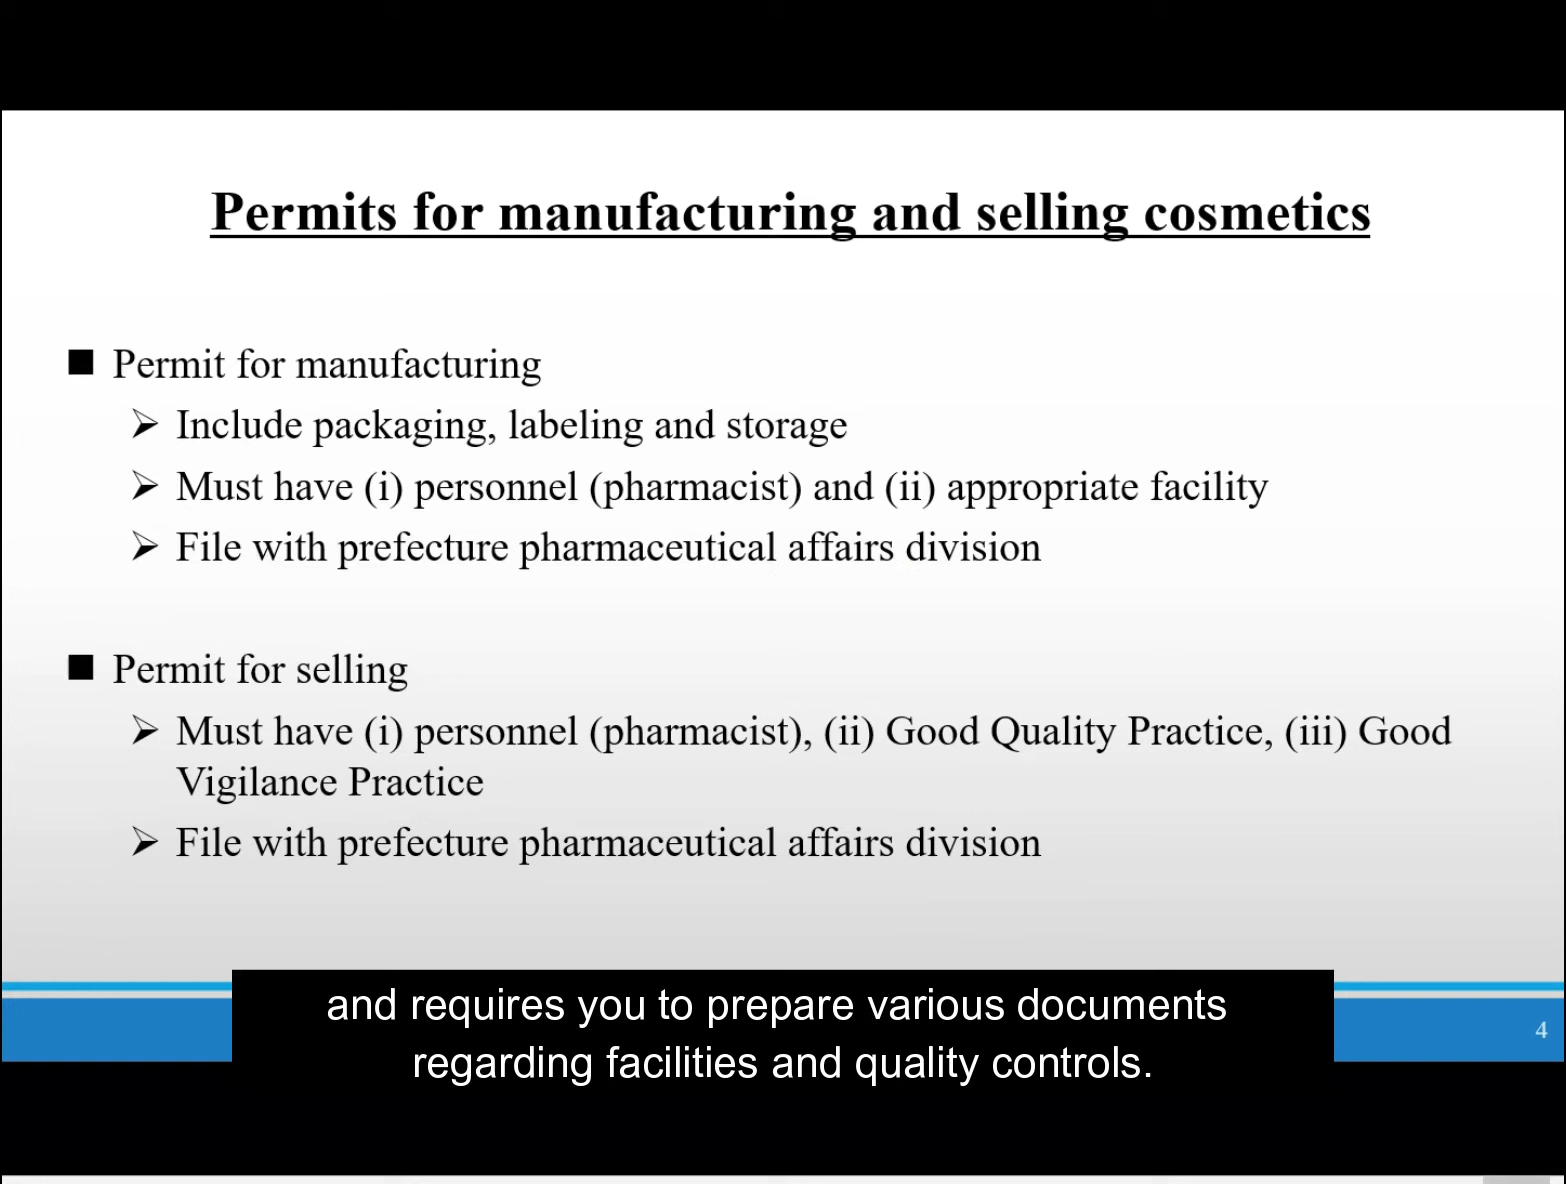 Permits for manufacturing and selling cosmetics
■ Permit for manufacturing
➢ Include packaging, labeling and storage
➢ Must have (i) personnel (pharmacist) and (ii) appropriate facility
➢ File with prefecture pharmaceutical affairs division
■ Permit for selling
➢ Must have (i) personnel (pharmacist), (ii) Good Quality Practice, (iii) Good
Vigilance Practice
➢ File with prefecture pharmaceutical affairs division
and requires you to prepare various documents
regarding facilities and quality controls.
4